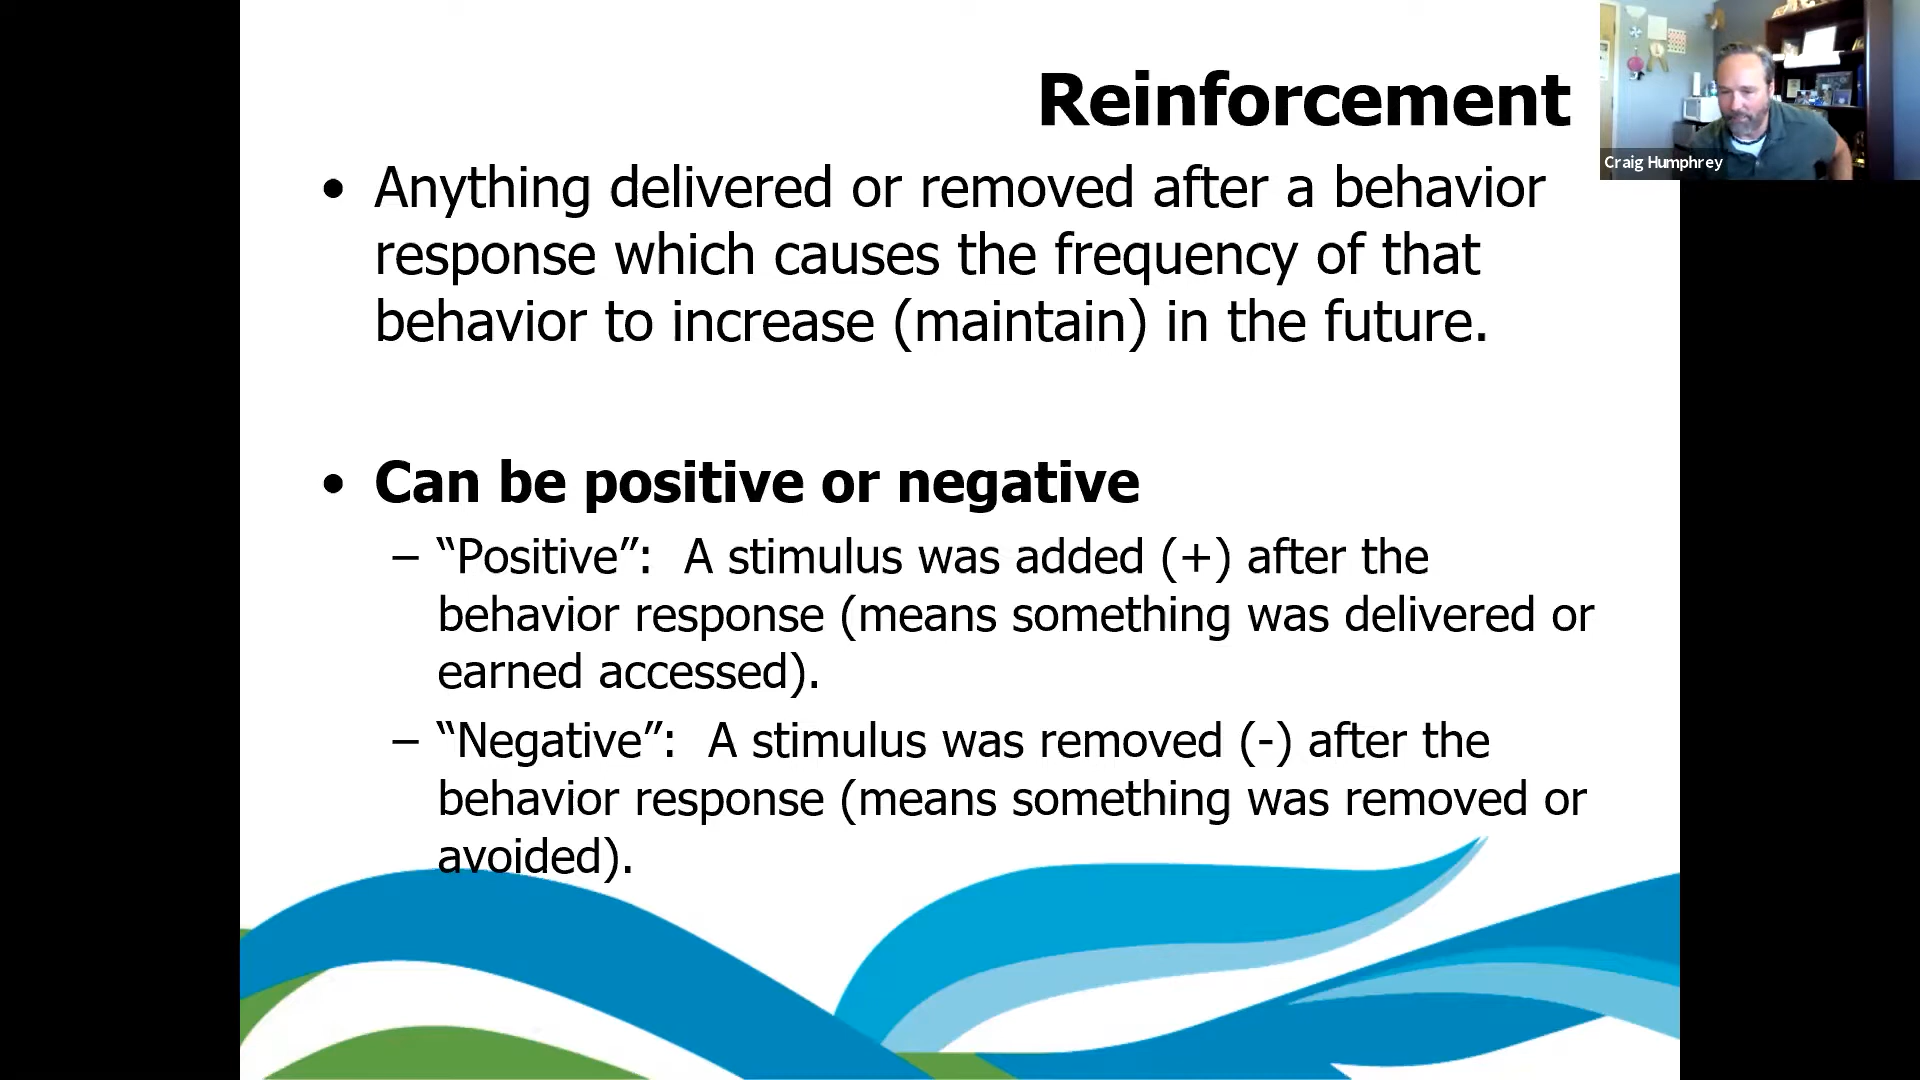 Reinforcement
Craig Humphrey
• Anything delivered or removed after a behavior
response which causes the frequency of that
behavior to increase (maintain) in the future.
• Can be positive or negative
– “Positive”:  A stimulus was added (+) after the
behavior response (means something was delivered or
earned accessed).
– “Negative”:  A stimulus was removed (-) after the
behavior response (means something was removed or
avoided).